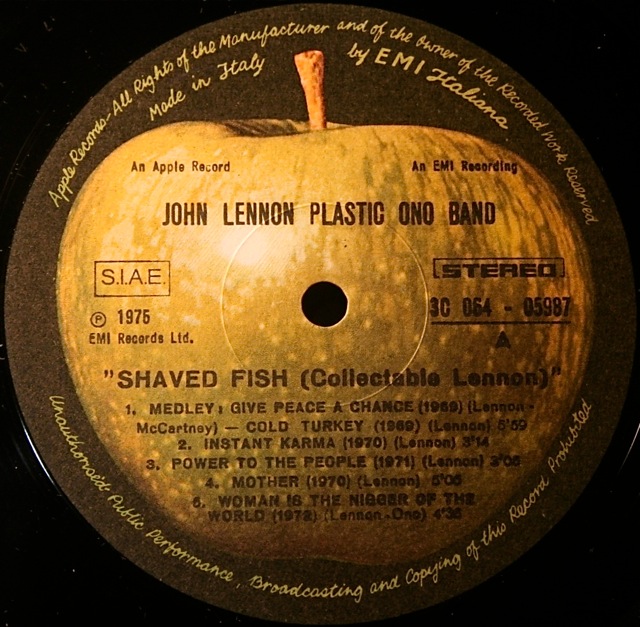 Apple Records-All Rights of the Manufacturer and of the Owner of the Recorded Work Reserved
Made in Italy
by EMI Italiana
An Apple Record
An EMI Recording
JOHN LENNON PLASTIC ONO BAND
S.I.A.E.
STEREO
℗ 1975
EMI Records Ltd.
3C 064 - 05987
A
"SHAVED FISH (Collectable Lennon)"
1. MEDLEY: GIVE PEACE A CHANCE (1969) (Lennon-
McCartney) — COLD TURKEY (1969) (Lennon) 5'59
2. INSTANT KARMA (1970) (Lennon) 3'14
3. POWER TO THE PEOPLE (1971) (Lennon) 3'05
4. MOTHER (1970) (Lennon) 5'05
5. WOMAN IS THE NIGGER OF THE
WORLD (1972) (Lennon-Ono) 4'35
Unauthorized Public Performance, Broadcasting and Copying of this Record Prohibited